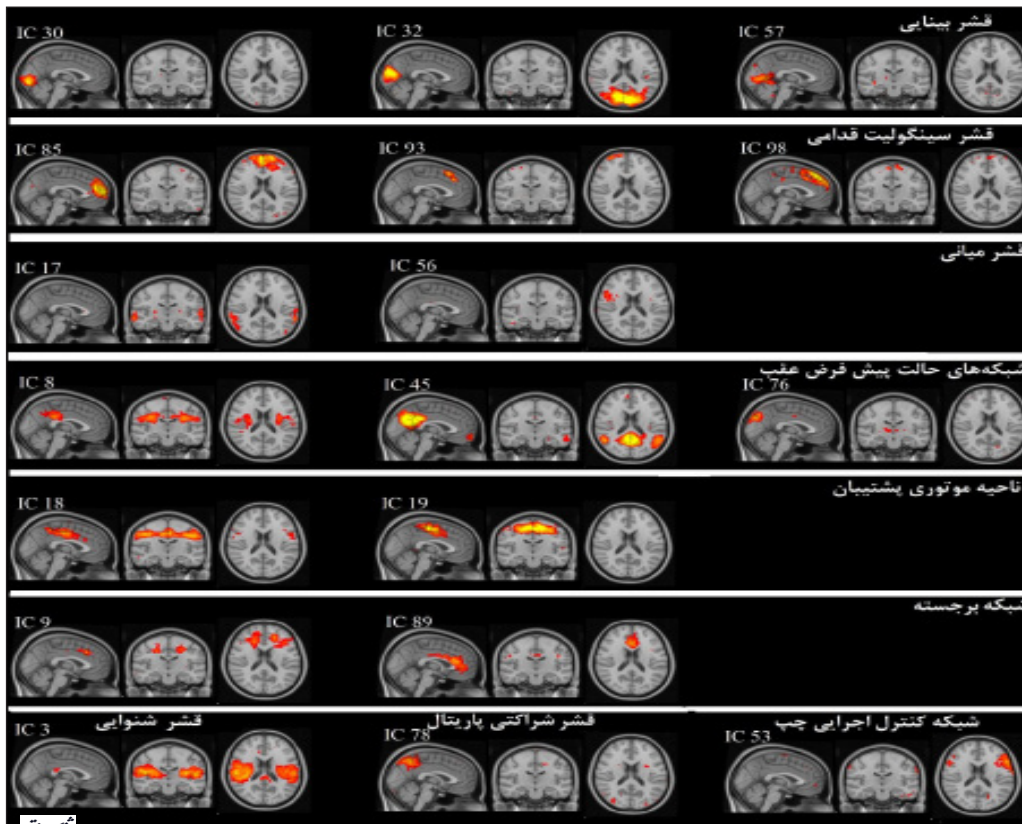 IC 30 IC 32 IC 57 قشر بینایی
IC 85 IC 93 IC 98 قشر سینگولیت قدامی
IC 17 IC 56 قشر میانی
IC 8 IC 45 IC 76 شبکه‌های حالت پیش فرض عقب
IC 18 IC 19 ناحیه موتوری پشتیبان
IC 9 IC 89 شبکه برجسته
IC 3 قشر شنوایی
IC 78 قشر شراکتی پاریتال
IC 53 شبکه کنترل اجرایی چپ